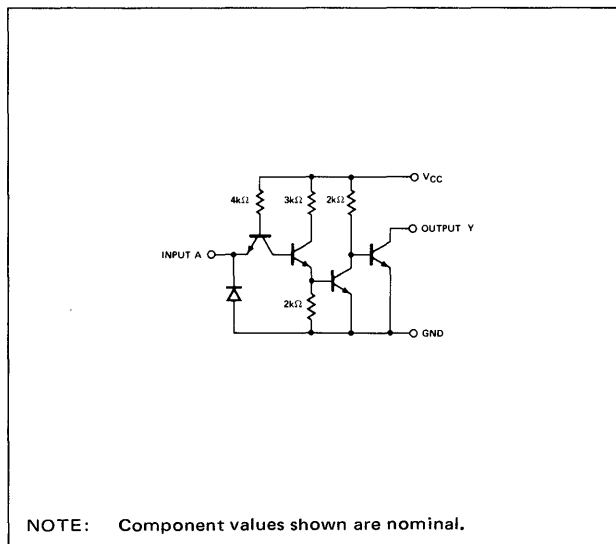 VCC
4kΩ 3kΩ 2kΩ
OUTPUT Y
INPUT A
2kΩ
GND
NOTE: Component values shown are nominal.